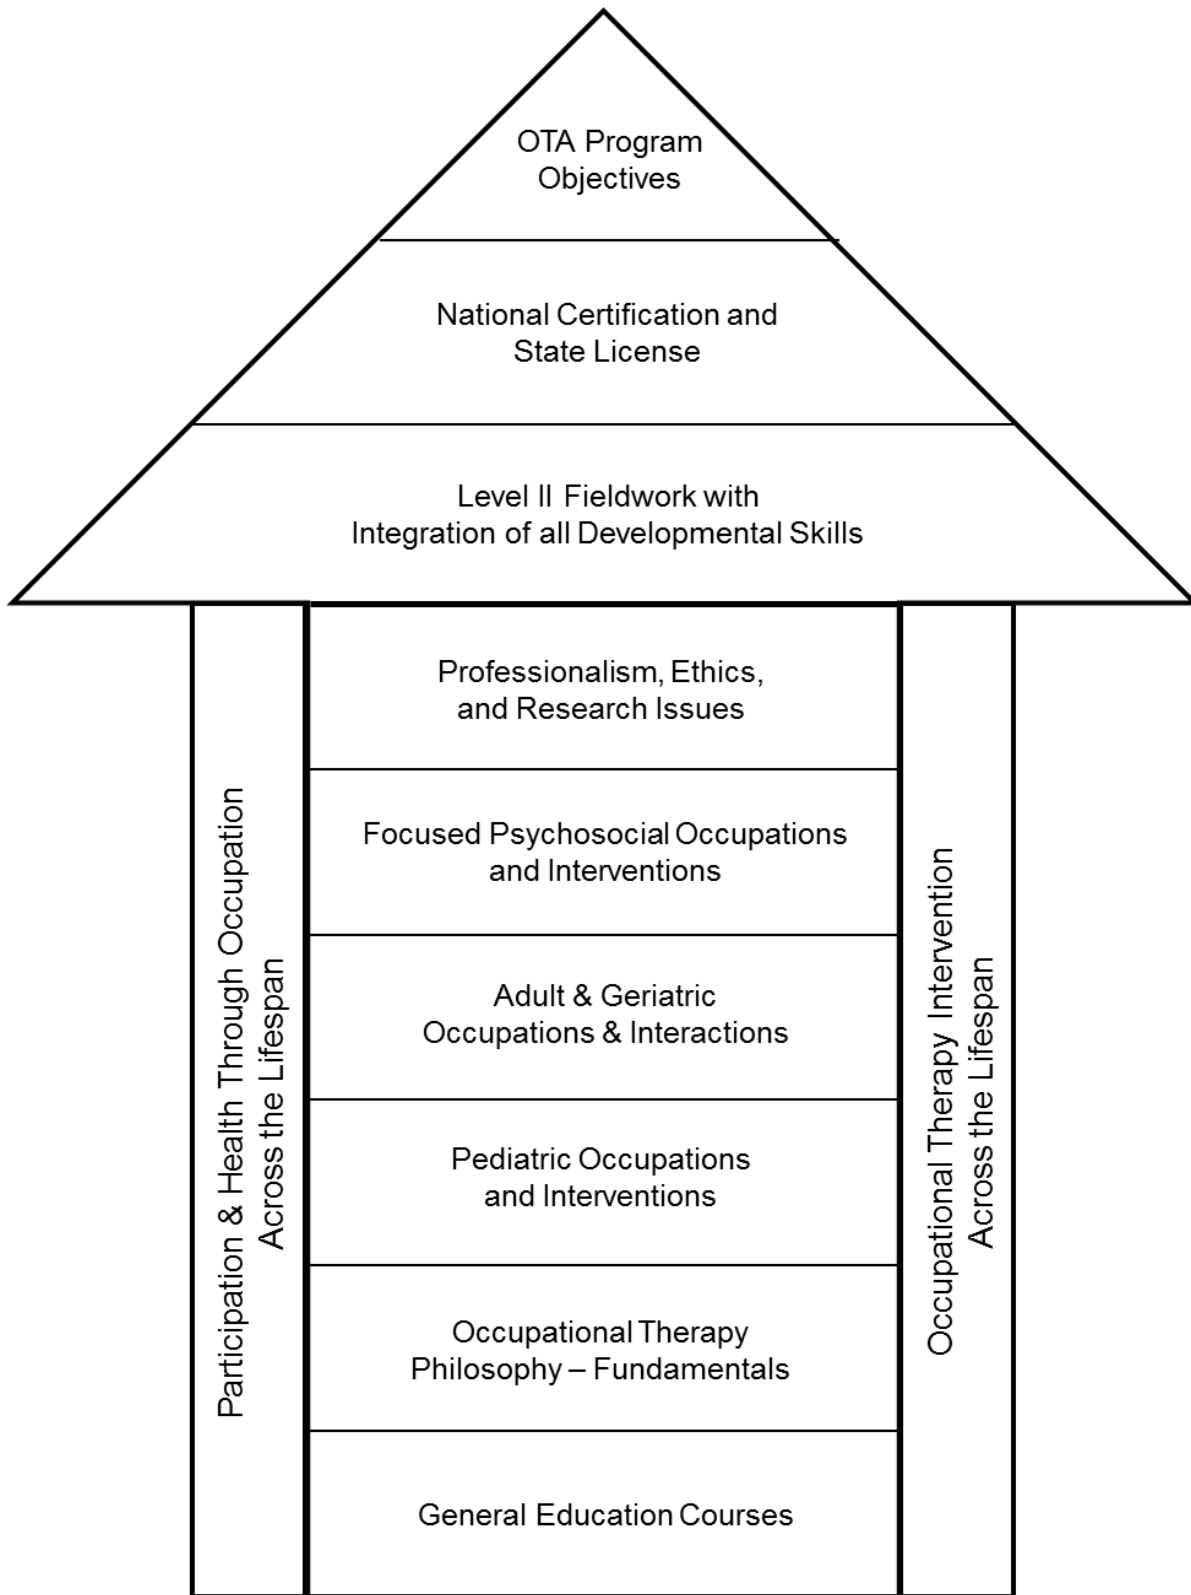 OTA Program
Objectives
National Certification and
State License
Level II Fieldwork with
Integration of all Developmental Skills
Participation & Health Through Occupation
Across the Lifespan
Professionalism, Ethics,
and Research Issues
Focused Psychosocial Occupations
and Interventions
Adult & Geriatric
Occupations & Interactions
Pediatric Occupations
and Interventions
Occupational Therapy
Philosophy – Fundamentals
General Education Courses
Occupational Therapy Intervention
Across the Lifespan